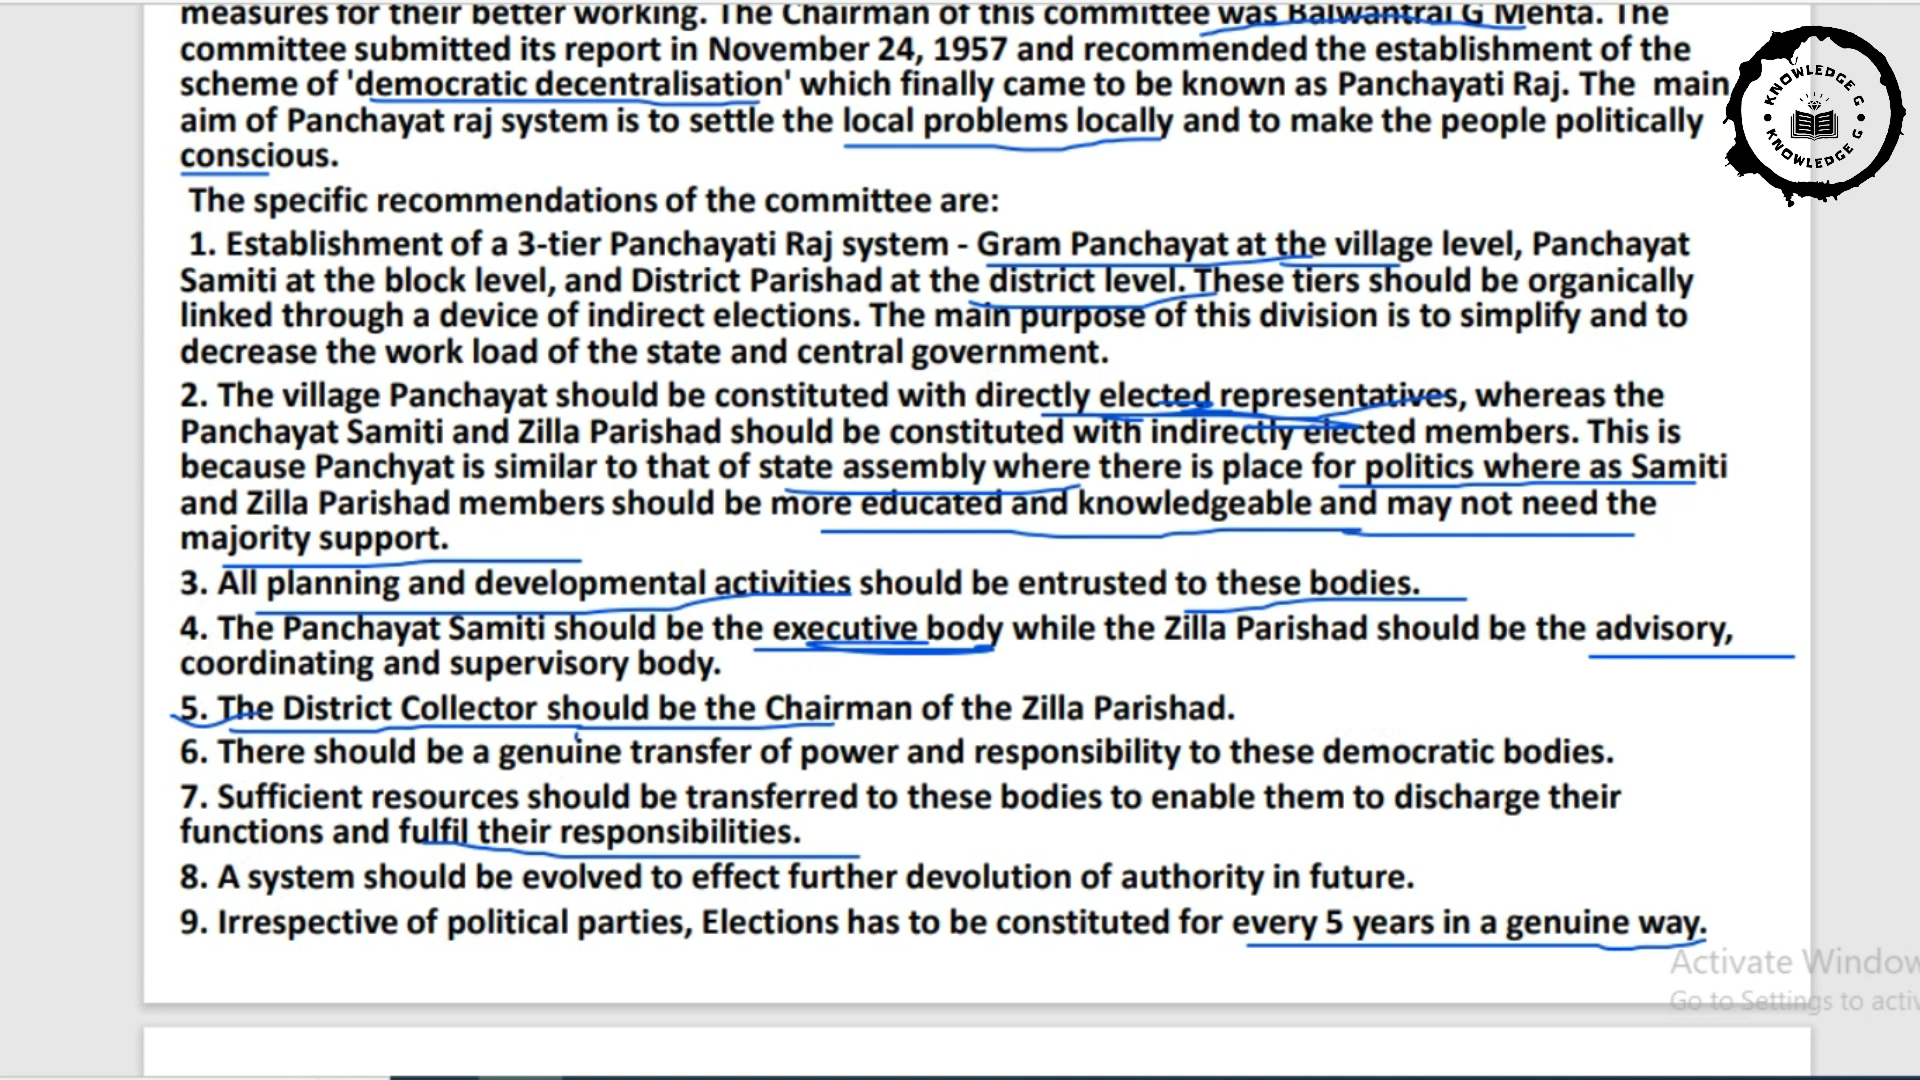 measures for their better working. The Chairman of this committee was Balwantrai G Mehta. The
committee submitted its report in November 24, 1957 and recommended the establishment of the
scheme of 'democratic decentralisation' which finally came to be known as Panchayati Raj. The  main
aim of Panchayat raj system is to settle the local problems locally and to make the people politically
conscious.
The specific recommendations of the committee are:
1. Establishment of a 3-tier Panchayati Raj system - Gram Panchayat at the village level, Panchayat
Samiti at the block level, and District Parishad at the district level. These tiers should be organically
linked through a device of indirect elections. The main purpose of this division is to simplify and to
decrease the work load of the state and central government.
2. The village Panchayat should be constituted with directly elected representatives, whereas the
Panchayat Samiti and Zilla Parishad should be constituted with indirectly elected members. This is
because Panchyat is similar to that of state assembly where there is place for politics where as Samiti
and Zilla Parishad members should be more educated and knowledgeable and may not need the
majority support.
3. All planning and developmental activities should be entrusted to these bodies.
4. The Panchayat Samiti should be the executive body while the Zilla Parishad should be the advisory,
coordinating and supervisory body.
5. The District Collector should be the Chairman of the Zilla Parishad.
6. There should be a genuine transfer of power and responsibility to these democratic bodies.
7. Sufficient resources should be transferred to these bodies to enable them to discharge their
functions and fulfil their responsibilities.
8. A system should be evolved to effect further devolution of authority in future.
9. Irrespective of political parties, Elections has to be constituted for every 5 years in a genuine way.
KNOWLEDGE G
KNOWLEDGE G
Activate Window
Go to Settings to activ